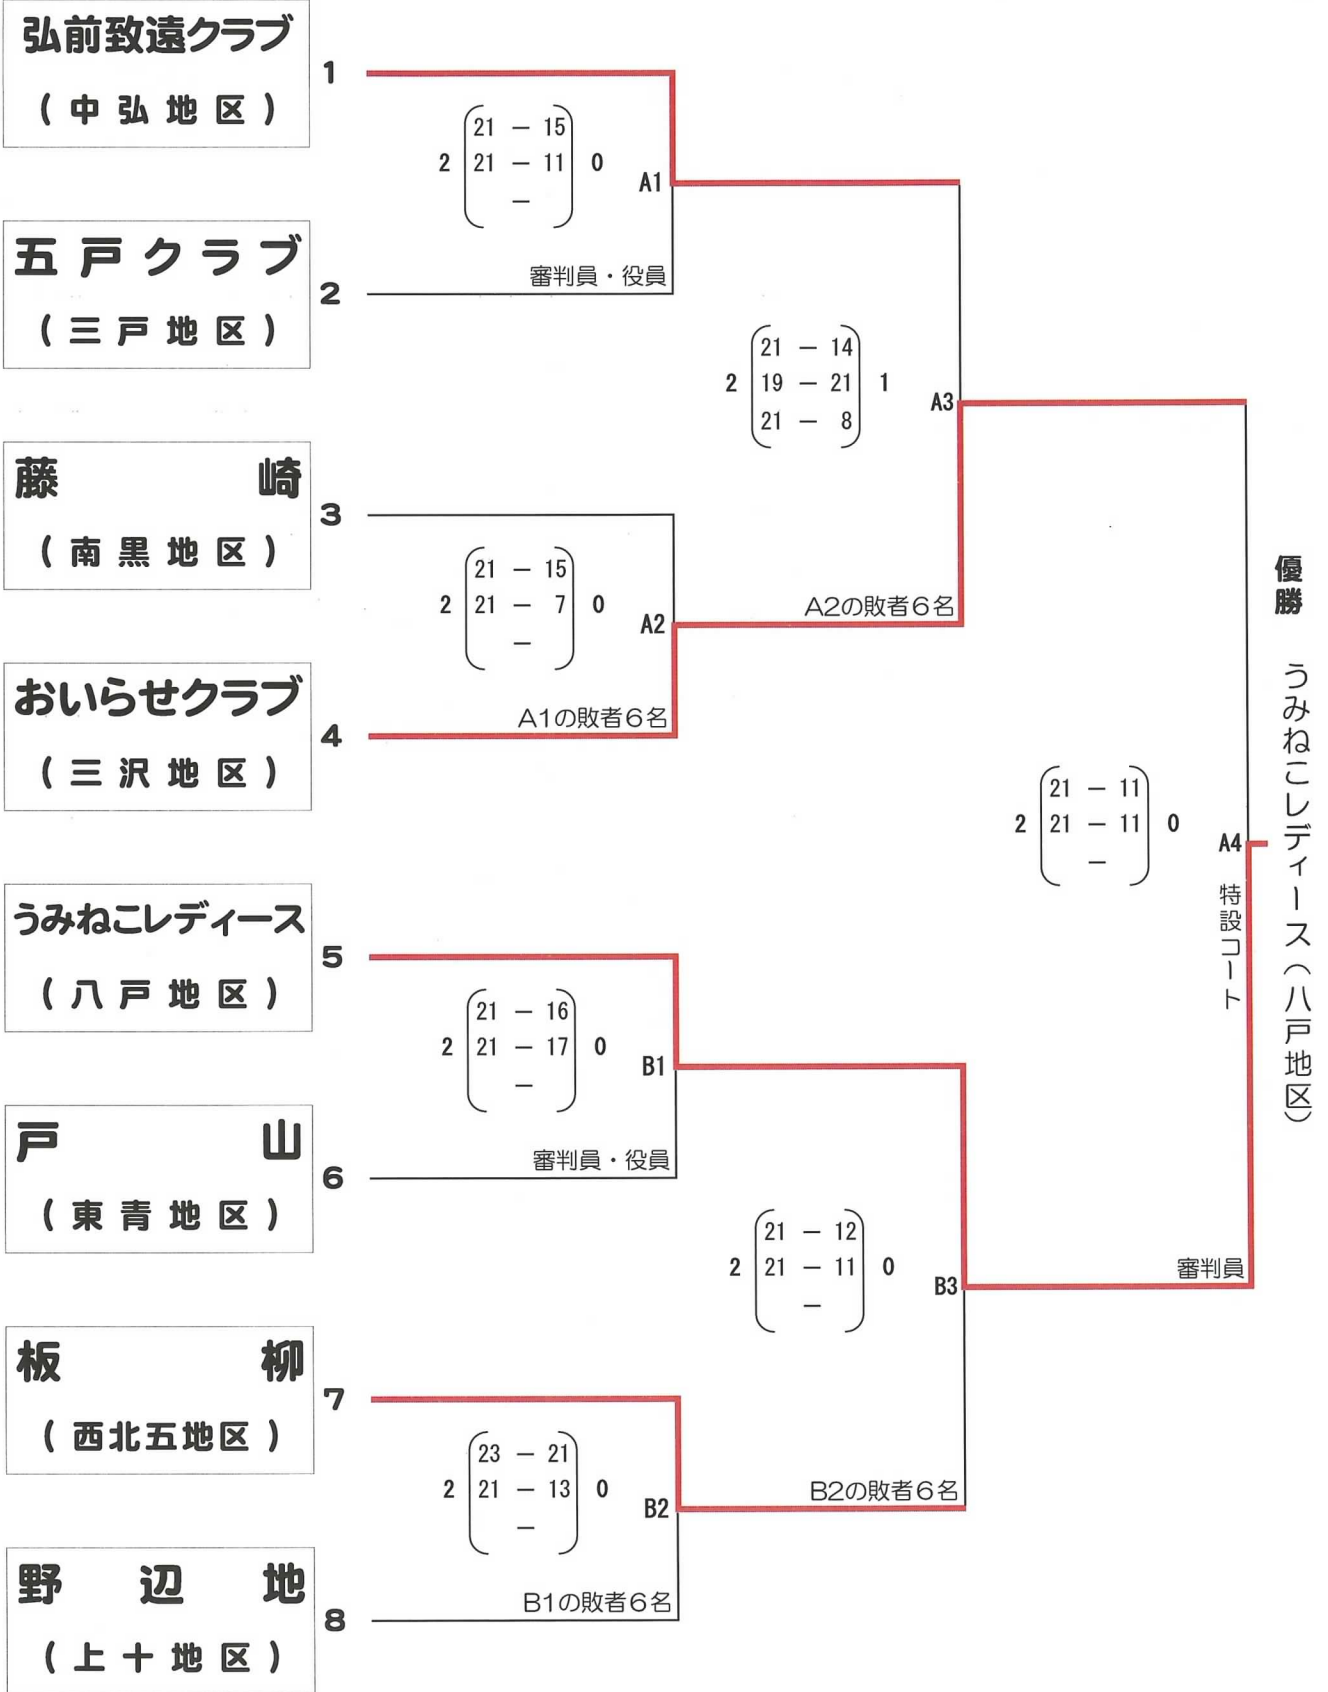 弘前致遠クラブ
( 中 弘 地 区 )
1
五 戸 ク ラ ブ
( 三 戸 地 区 )
2
藤 崎
( 南 黒 地 区 )
3
おいらせクラブ
( 三 沢 地 区 )
4
うみねこレディース
( 八 戸 地 区 )
5
戸 山
( 東 青 地 区 )
6
板 柳
( 西北五地区 )
7
野 辺 地
( 上 十 地 区 )
8
21 － 15
2 21 － 11 0
－
A1
審判員・役員
21 － 15
2 21 － 7 0
－
A2
A1の敗者６名
21 － 16
2 21 － 17 0
－
B1
審判員・役員
23 － 21
2 21 － 13 0
－
B2
B1の敗者６名
21 － 14
2 19 － 21 1
21 － 8
A3
A2の敗者６名
21 － 12
2 21 － 11 0
－
B3
B2の敗者６名
21 － 11
2 21 － 11 0
－
A4
特設コート
審判員
優勝 うみねこレディース（八戸地区）